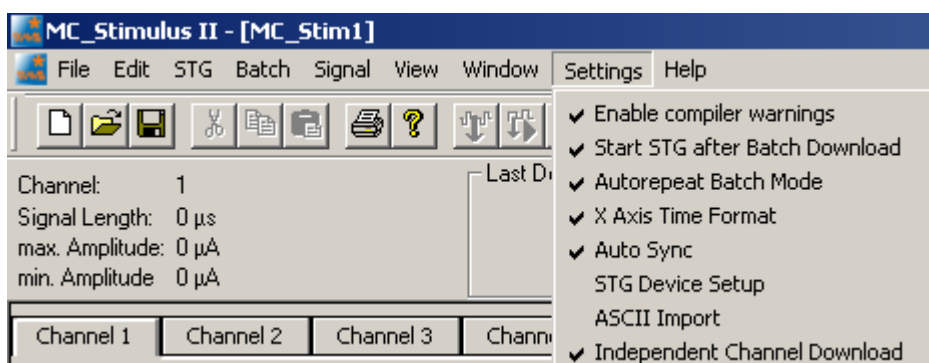 MC_Stimulus II - [MC_Stim1]
File Edit STG Batch Signal View Window Settings Help
Enable compiler warnings
Start STG after Batch Download
Autorepeat Batch Mode
X Axis Time Format
Auto Sync
STG Device Setup
ASCII Import
Independent Channel Download
Channel: 1
Signal Length: 0 µs
max. Amplitude: 0 µA
min. Amplitude 0 µA
Last
Channel 1 Channel 2 Channel 3